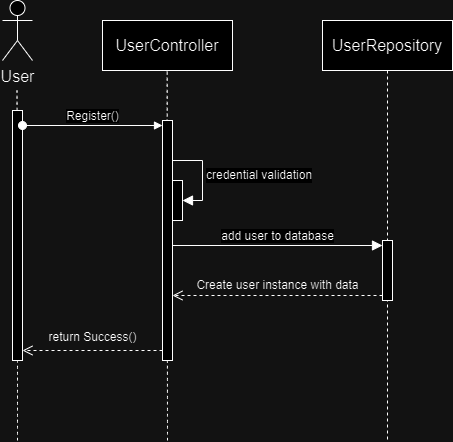 UserController
UserRepository
User
Register()
credential validation
add user to database
Create user instance with data
return Success()